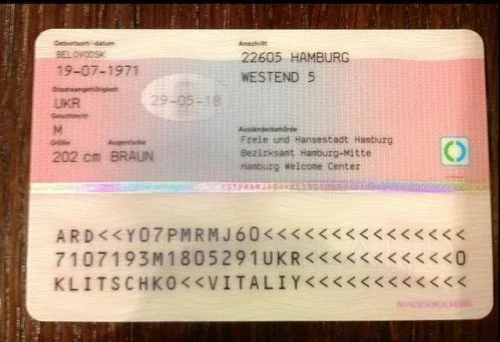 Geburtsort/-datum
BELOVODSK
19-07-1971
Staatsangehörigkeit
UKR
Geschlecht
M
Größe Augenfarbe
202 cm BRAUN
29-05-18
Anschrift
22605 HAMBURG
WESTEND 5
Ausländerbehörde
Freie und Hansestadt Hamburg
Bezirksamt Hamburg-Mitte
Hamburg Welcome Center
ARD<<Y07PMRMJ60<<<<<<<<<<<<<<<
7107193M1805291UKR<<<<<<<<<<<0
KLITSCHKO<<VITALIY<<<<<<<<<<<<
BUNDESDRUCKEREI